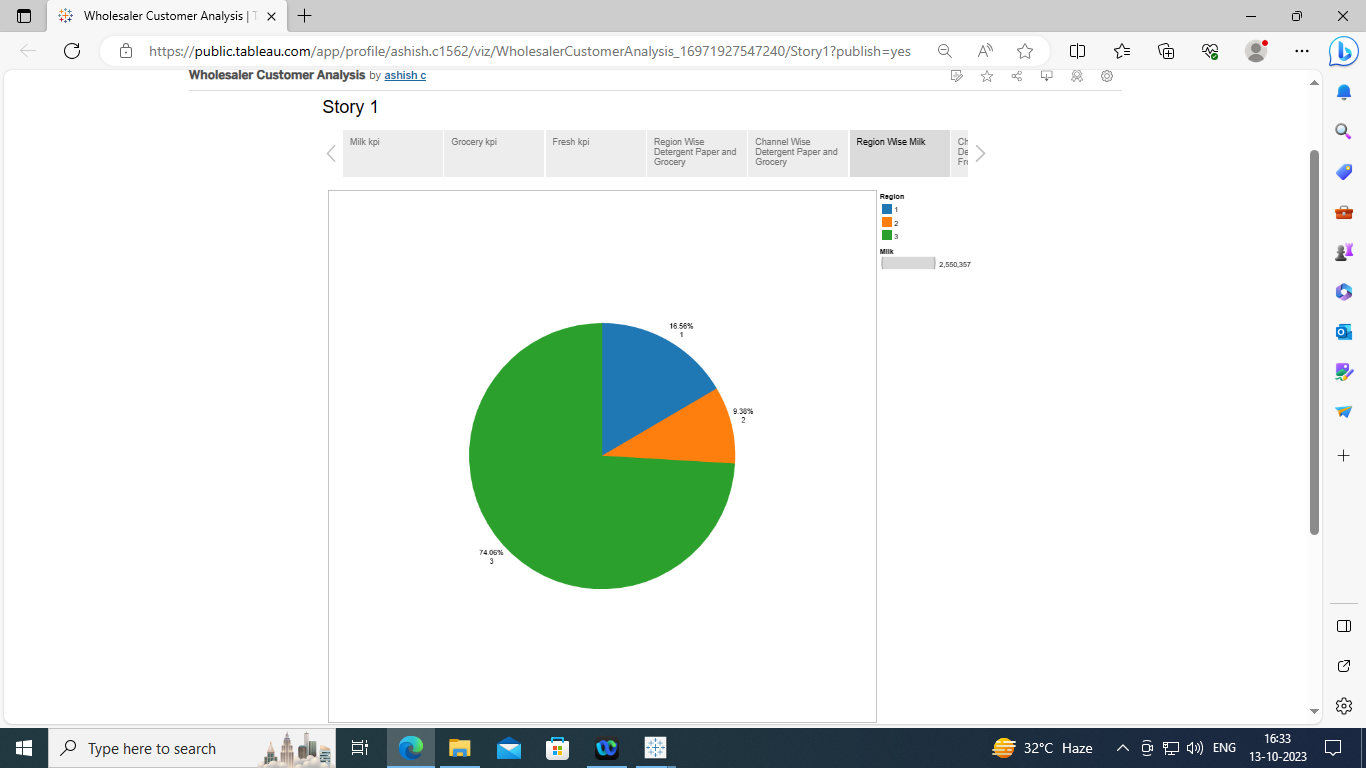 Wholesaler Customer Analysis | T
https://public.tableau.com/app/profile/ashish.c1562/viz/WholesalerCustomerAnalysis_16971927547240/Story1?publish=yes
Wholesaler Customer Analysis by ashish c
Story 1
Milk kpi
Grocery kpi
Fresh kpi
Region Wise
Detergent Paper and
Grocery
Channel Wise
Detergent Paper and
Grocery
Region Wise Milk
Ch
De
Fre
Region
1
2
3
Milk
2,550,357
16.56%
1
9.38%
2
74.06%
3
Type here to search
32°C Haze
ENG
16:33
13-10-2023